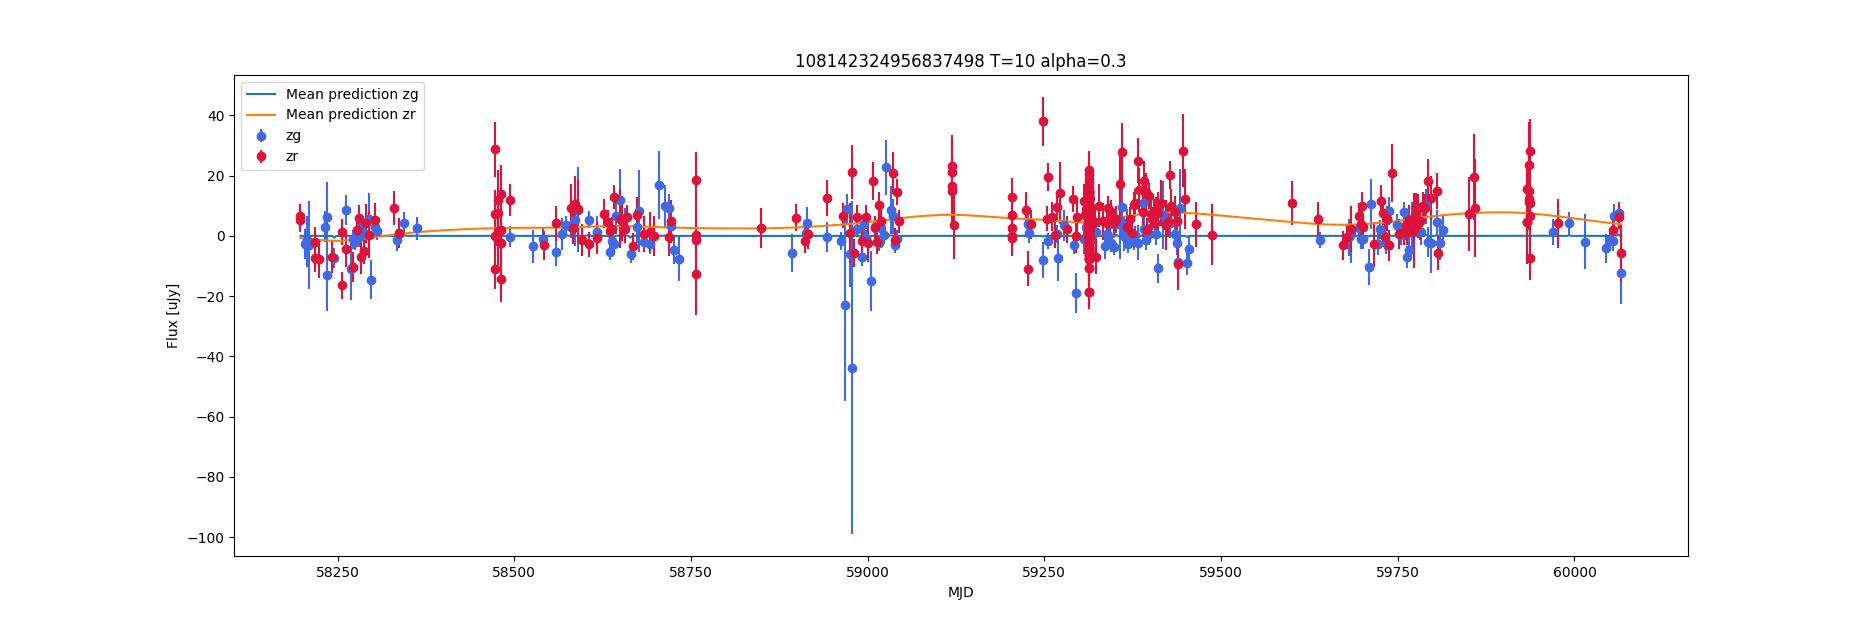 108142324956837498 T=10 alpha=0.3
Mean prediction zg
Mean prediction zr
zg
zr
40
20
0
−20
−40
−60
−80
−100
Flux [uJy]
58250 58500 58750 59000 59250 59500 59750 60000
MJD